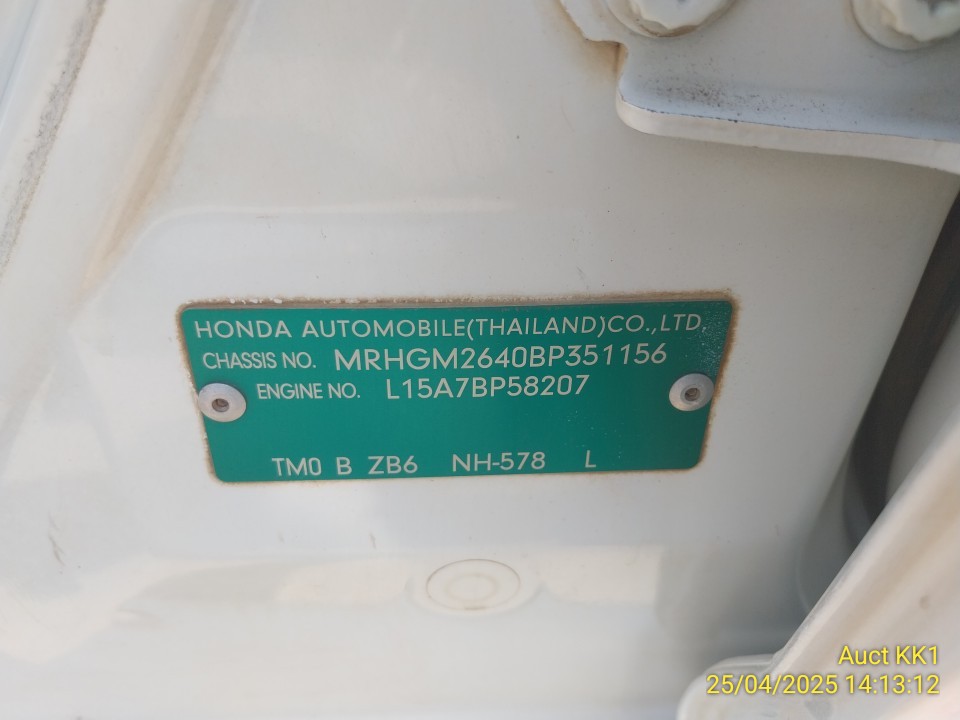 HONDA AUTOMOBILE(THAILAND)CO.,LTD.
CHASSIS NO. MRHGM2640BP351156
ENGINE NO. L15A7BP58207
TM0 B ZB6 NH-578 L
Auct KK1
25/04/2025 14:13:12